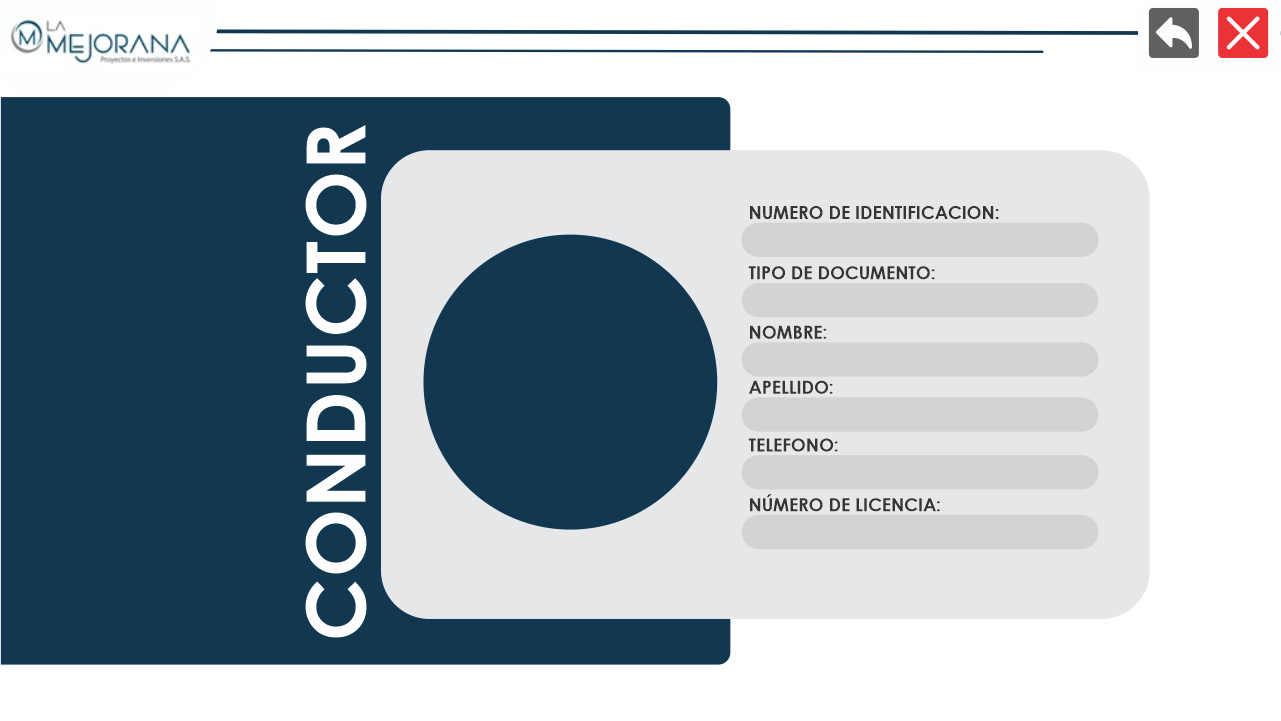 LA
MEJORANA
Proyectos e Inversiones S.A.S.
CONDUCTOR
NUMERO DE IDENTIFICACION:
TIPO DE DOCUMENTO:
NOMBRE:
APELLIDO:
TELEFONO:
NÚMERO DE LICENCIA: